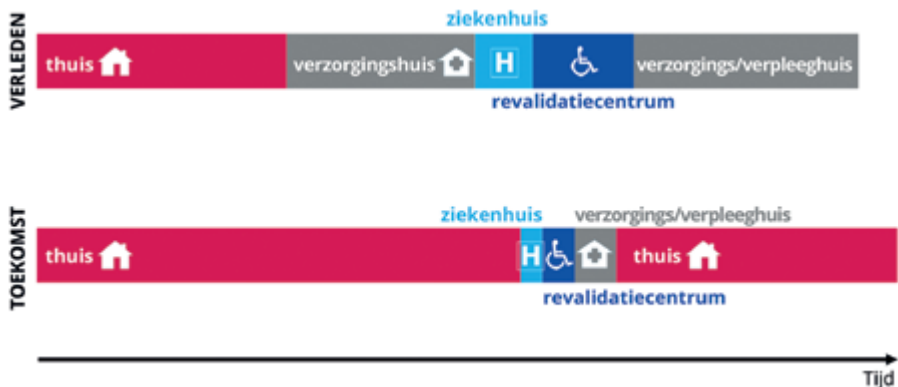 VERLEDEN
ziekenhuis
thuis verzorgingshuis H verzorgings/verpleeghuis
revalidatiecentrum
TOEKOMST
ziekenhuis verzorgings/verpleeghuis
thuis H thuis
revalidatiecentrum
Tijd